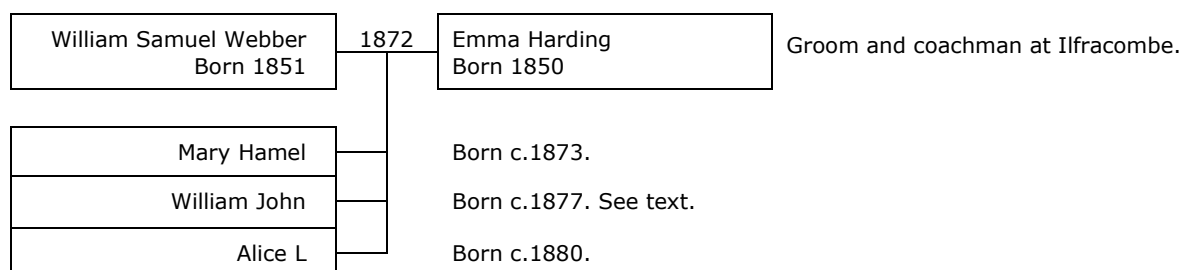 William Samuel Webber 1872 Emma Harding Groom and coachman at Ilfracombe.
Born 1851 Born 1850
Mary Hamel Born c.1873.
William John Born c.1877. See text.
Alice L Born c.1880.